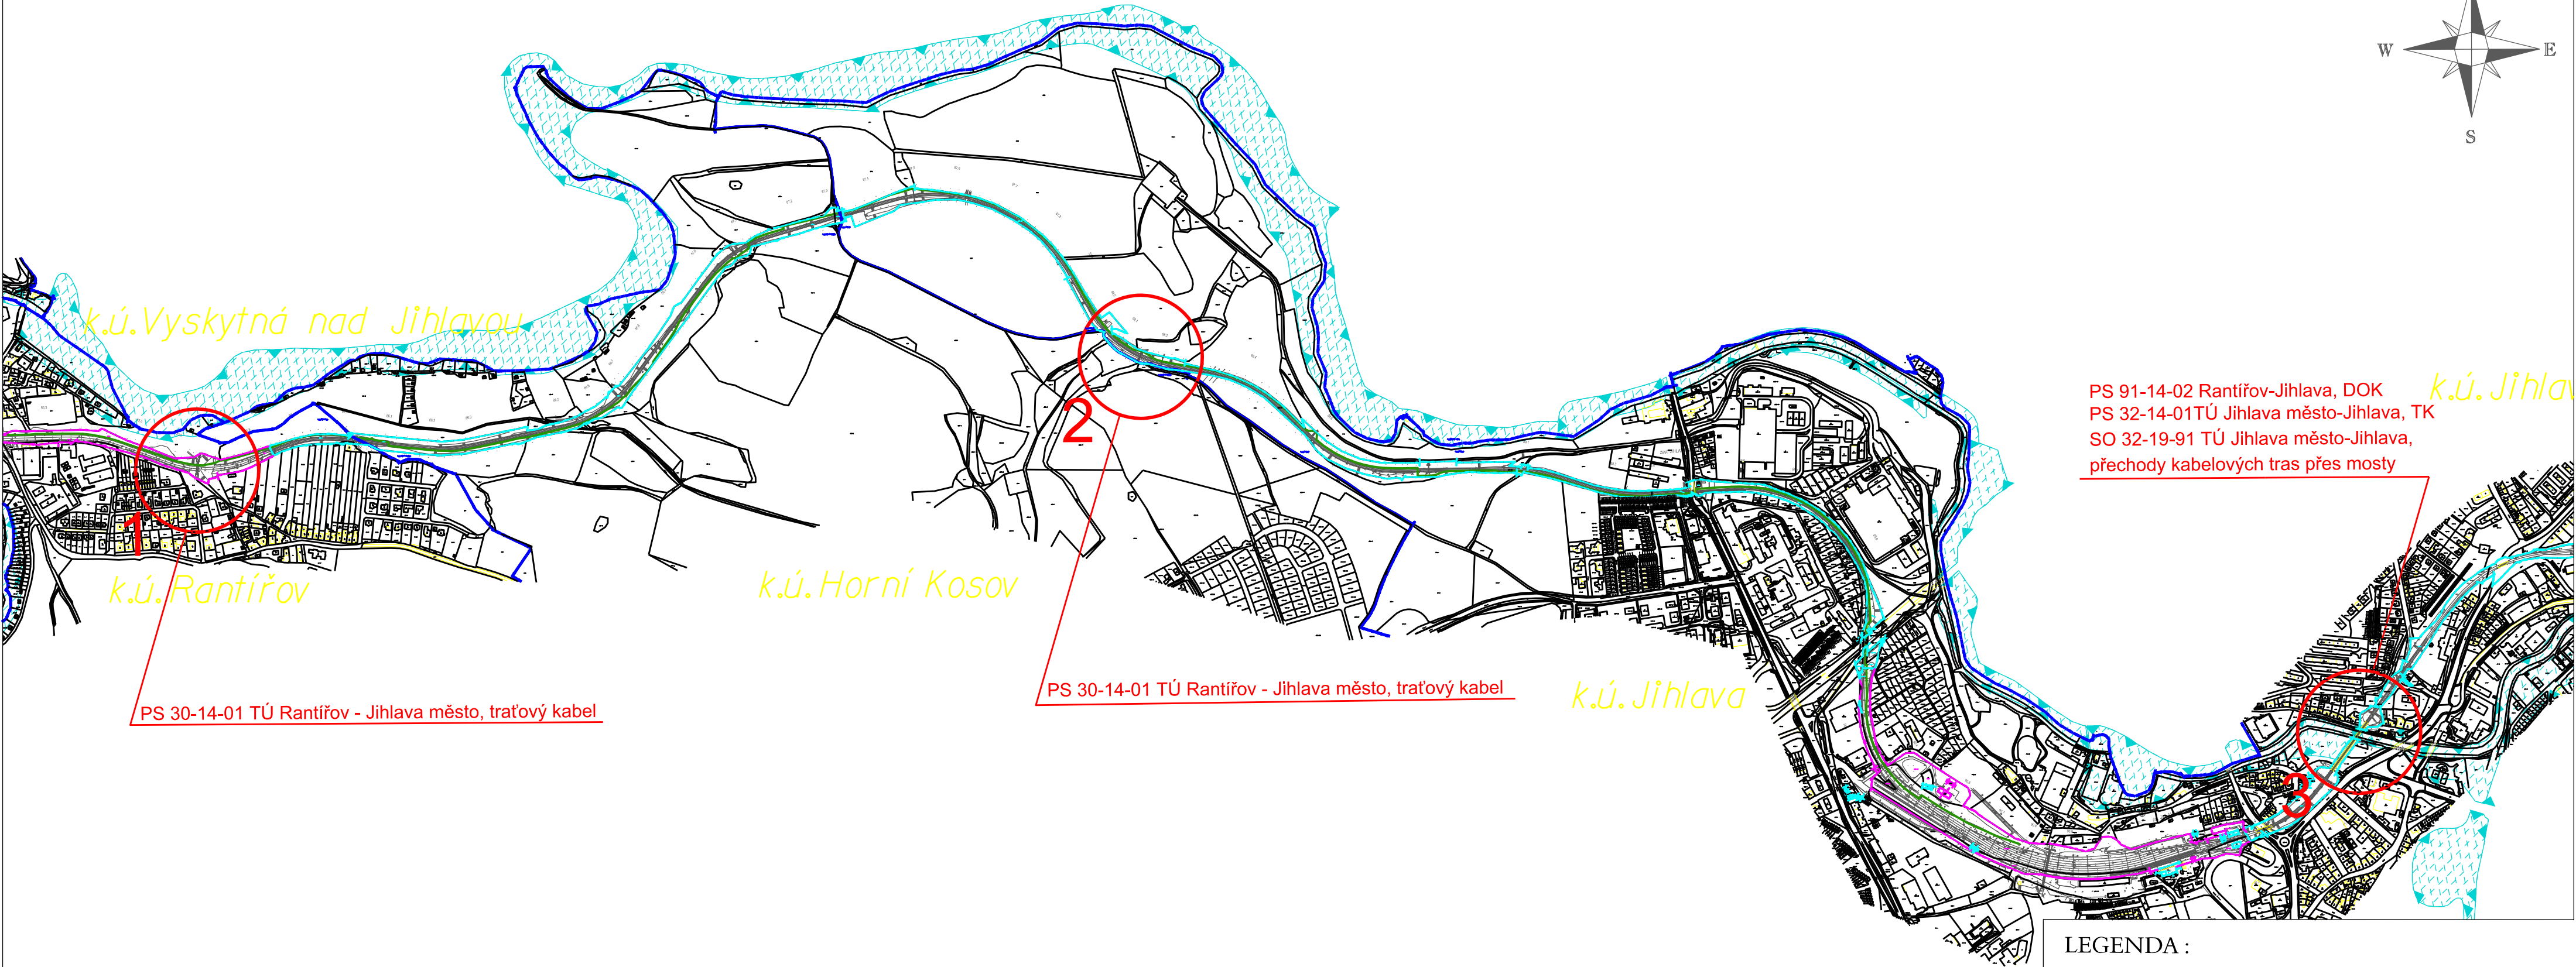 W
E
S
k.ú.Vyskytná nad Jihlavou
PS 91-14-02 Rantířov-Jihlava, DOK
PS 32-14-01TÚ Jihlava město-Jihlava, TK
SO 32-19-91 TÚ Jihlava město-Jihlava,
přechody kabelových tras přes mosty
k.ú.Jihlav
2
1
k.ú.Rantířov
k.ú.Horní Kosov
k.ú.Jihlava
PS 30-14-01 TÚ Rantířov - Jihlava město, traťový kabel
PS 30-14-01 TÚ Rantířov - Jihlava město, traťový kabel
3
LEGENDA :